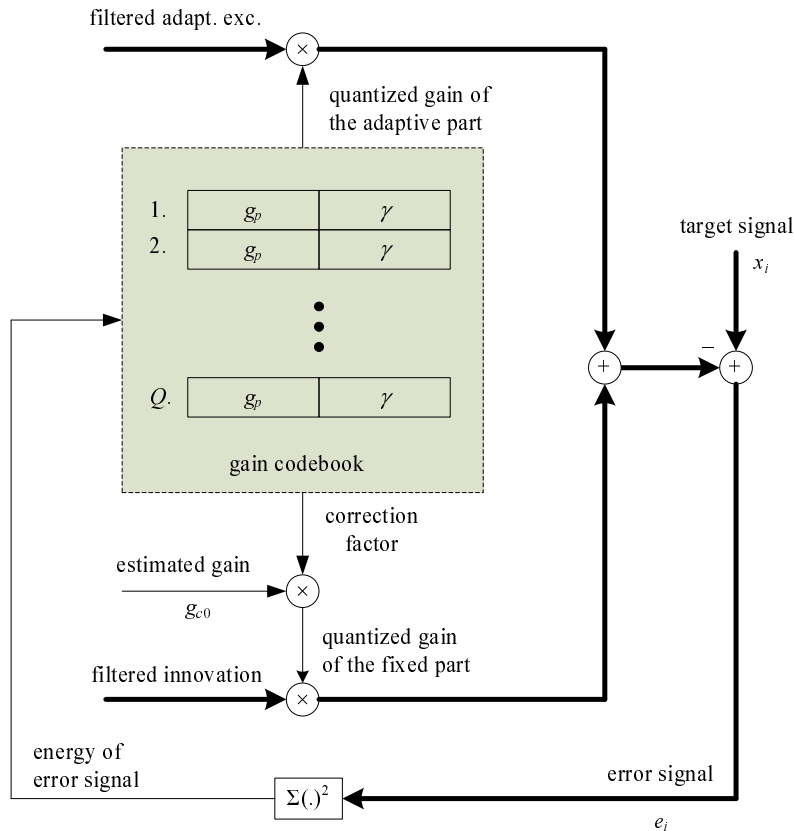 filtered adapt. exc.
×
quantized gain of
the adaptive part
1. gp γ
2. gp γ
target signal
xi
−
+ +
Q. gp γ
gain codebook
correction
factor
estimated gain
×
gc0
quantized gain
of the fixed part
filtered innovation
×
energy of
error signal
error signal
Σ(.)²
ei